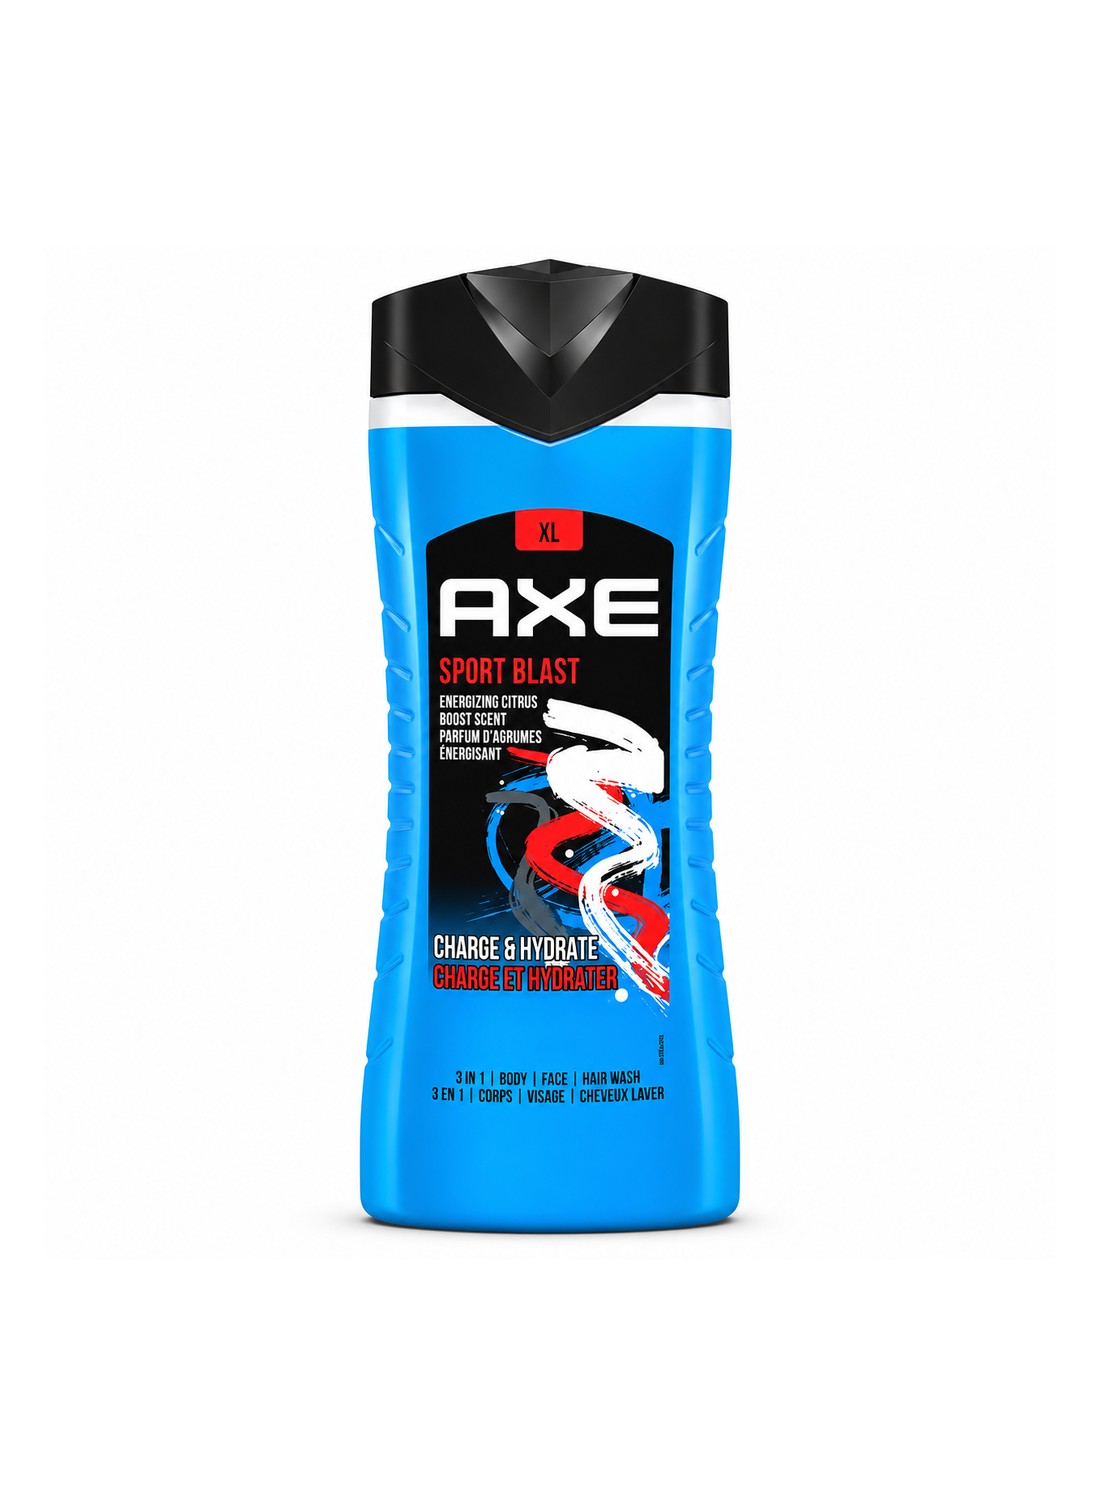 XL
AXE
SPORT BLAST
ENERGIZING CITRUS
BOOST SCENT
PARFUM D'AGRUMES
ÉNERGISANT
CHARGE & HYDRATE
CHARGE ET HYDRATER
3 IN 1 | BODY | FACE | HAIR WASH
3 EN 1 | CORPS | VISAGE | CHEVEUX LAVER